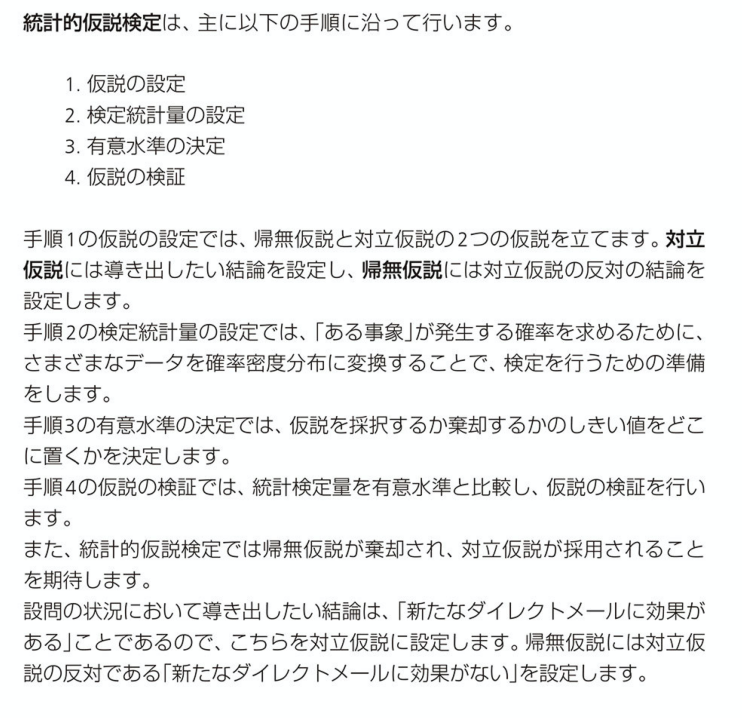 統計的仮説検定は、主に以下の手順に沿って行います。
1. 仮説の設定
2. 検定統計量の設定
3. 有意水準の決定
4. 仮説の検証
手順1の仮説の設定では、帰無仮説と対立仮説の2つの仮説を立てます。対立
仮説には導き出したい結論を設定し、帰無仮説には対立仮説の反対の結論を
設定します。
手順2の検定統計量の設定では、「ある事象」が発生する確率を求めるために、
さまざまなデータを確率密度分布に変換することで、検定を行うための準備
をします。
手順3の有意水準の決定では、仮説を採択するか棄却するかのしきい値をどこ
に置くかを決定します。
手順4の仮説の検証では、統計検定量を有意水準と比較し、仮説の検証を行い
ます。
また、統計的仮説検定では帰無仮説が棄却され、対立仮説が採用されること
を期待します。
設問の状況において導き出したい結論は、「新たなダイレクトメールに効果が
ある」ことであるので、こちらを対立仮説に設定します。帰無仮説には対立仮
説の反対である「新たなダイレクトメールに効果がない」を設定します。